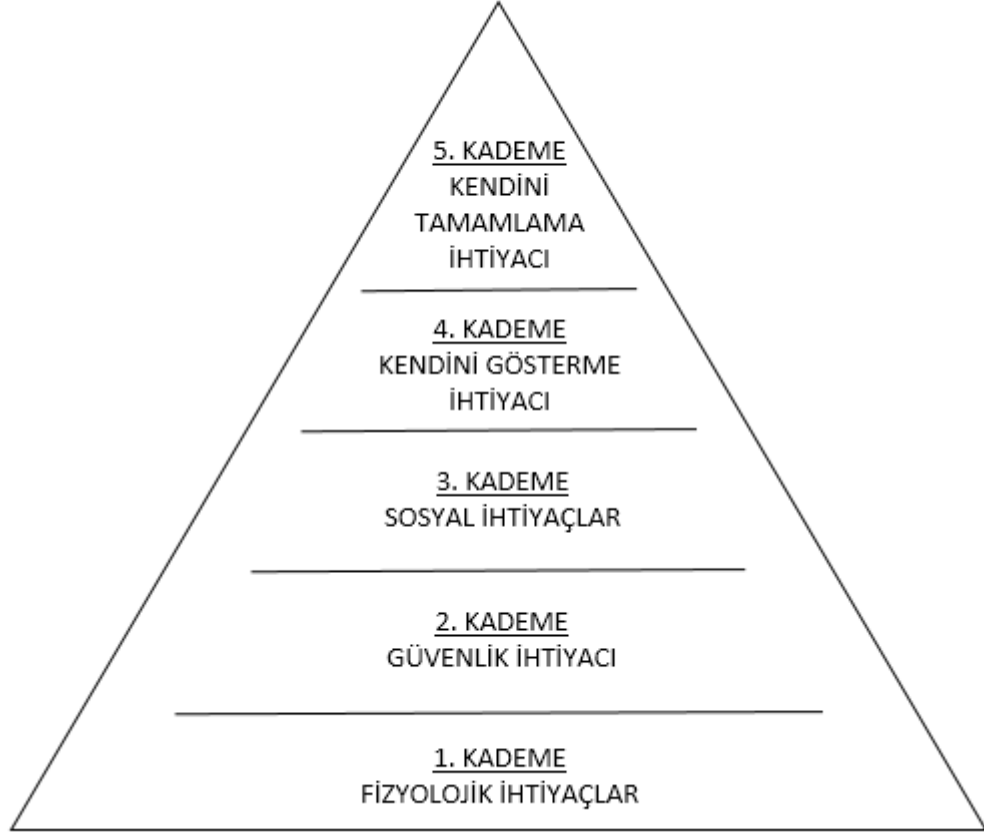 5. KADEME
KENDİNİ
TAMAMLAMA
İHTİYACI
4. KADEME
KENDİNİ GÖSTERME
İHTİYACI
3. KADEME
SOSYAL İHTİYAÇLAR
2. KADEME
GÜVENLİK İHTİYACI
1. KADEME
FİZYOLOJİK İHTİYAÇLAR